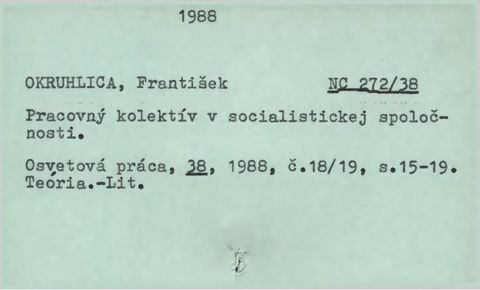 1988
OKRUHLICA, František NC 272/38
Pracovný kolektív v socialistickej spoloč-
nosti.
Osvetová práca, 38, 1988, č.18/19, s.15-19.
Teória.-Lit.